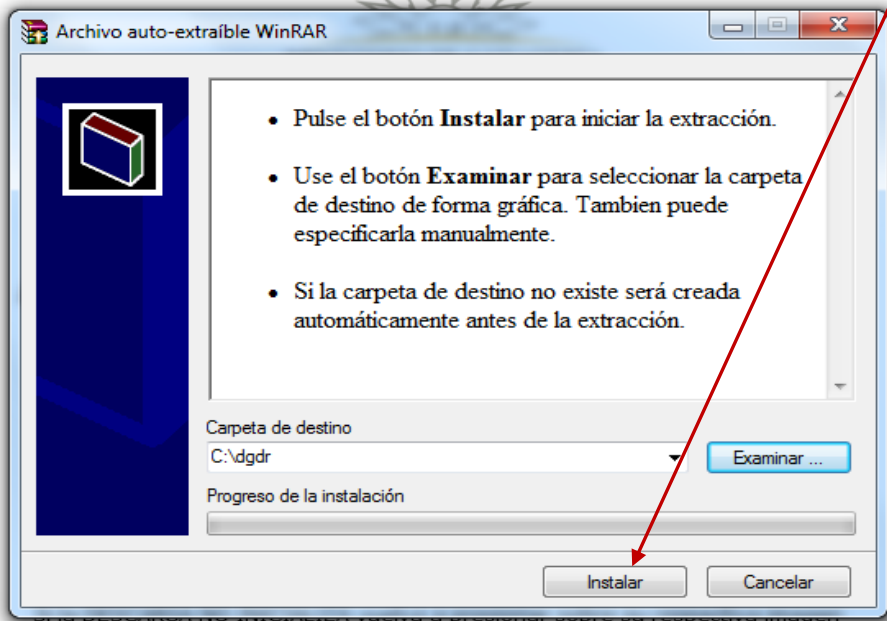 Archivo auto-extraíble WinRAR
• Pulse el botón Instalar para iniciar la extracción.
• Use el botón Examinar para seleccionar la carpeta
de destino de forma gráfica. Tambien puede
especificarla manualmente.
• Si la carpeta de destino no existe será creada
automáticamente antes de la extracción.
Carpeta de destino
C:\dgdr
Examinar ...
Progreso de la instalación
Instalar
Cancelar